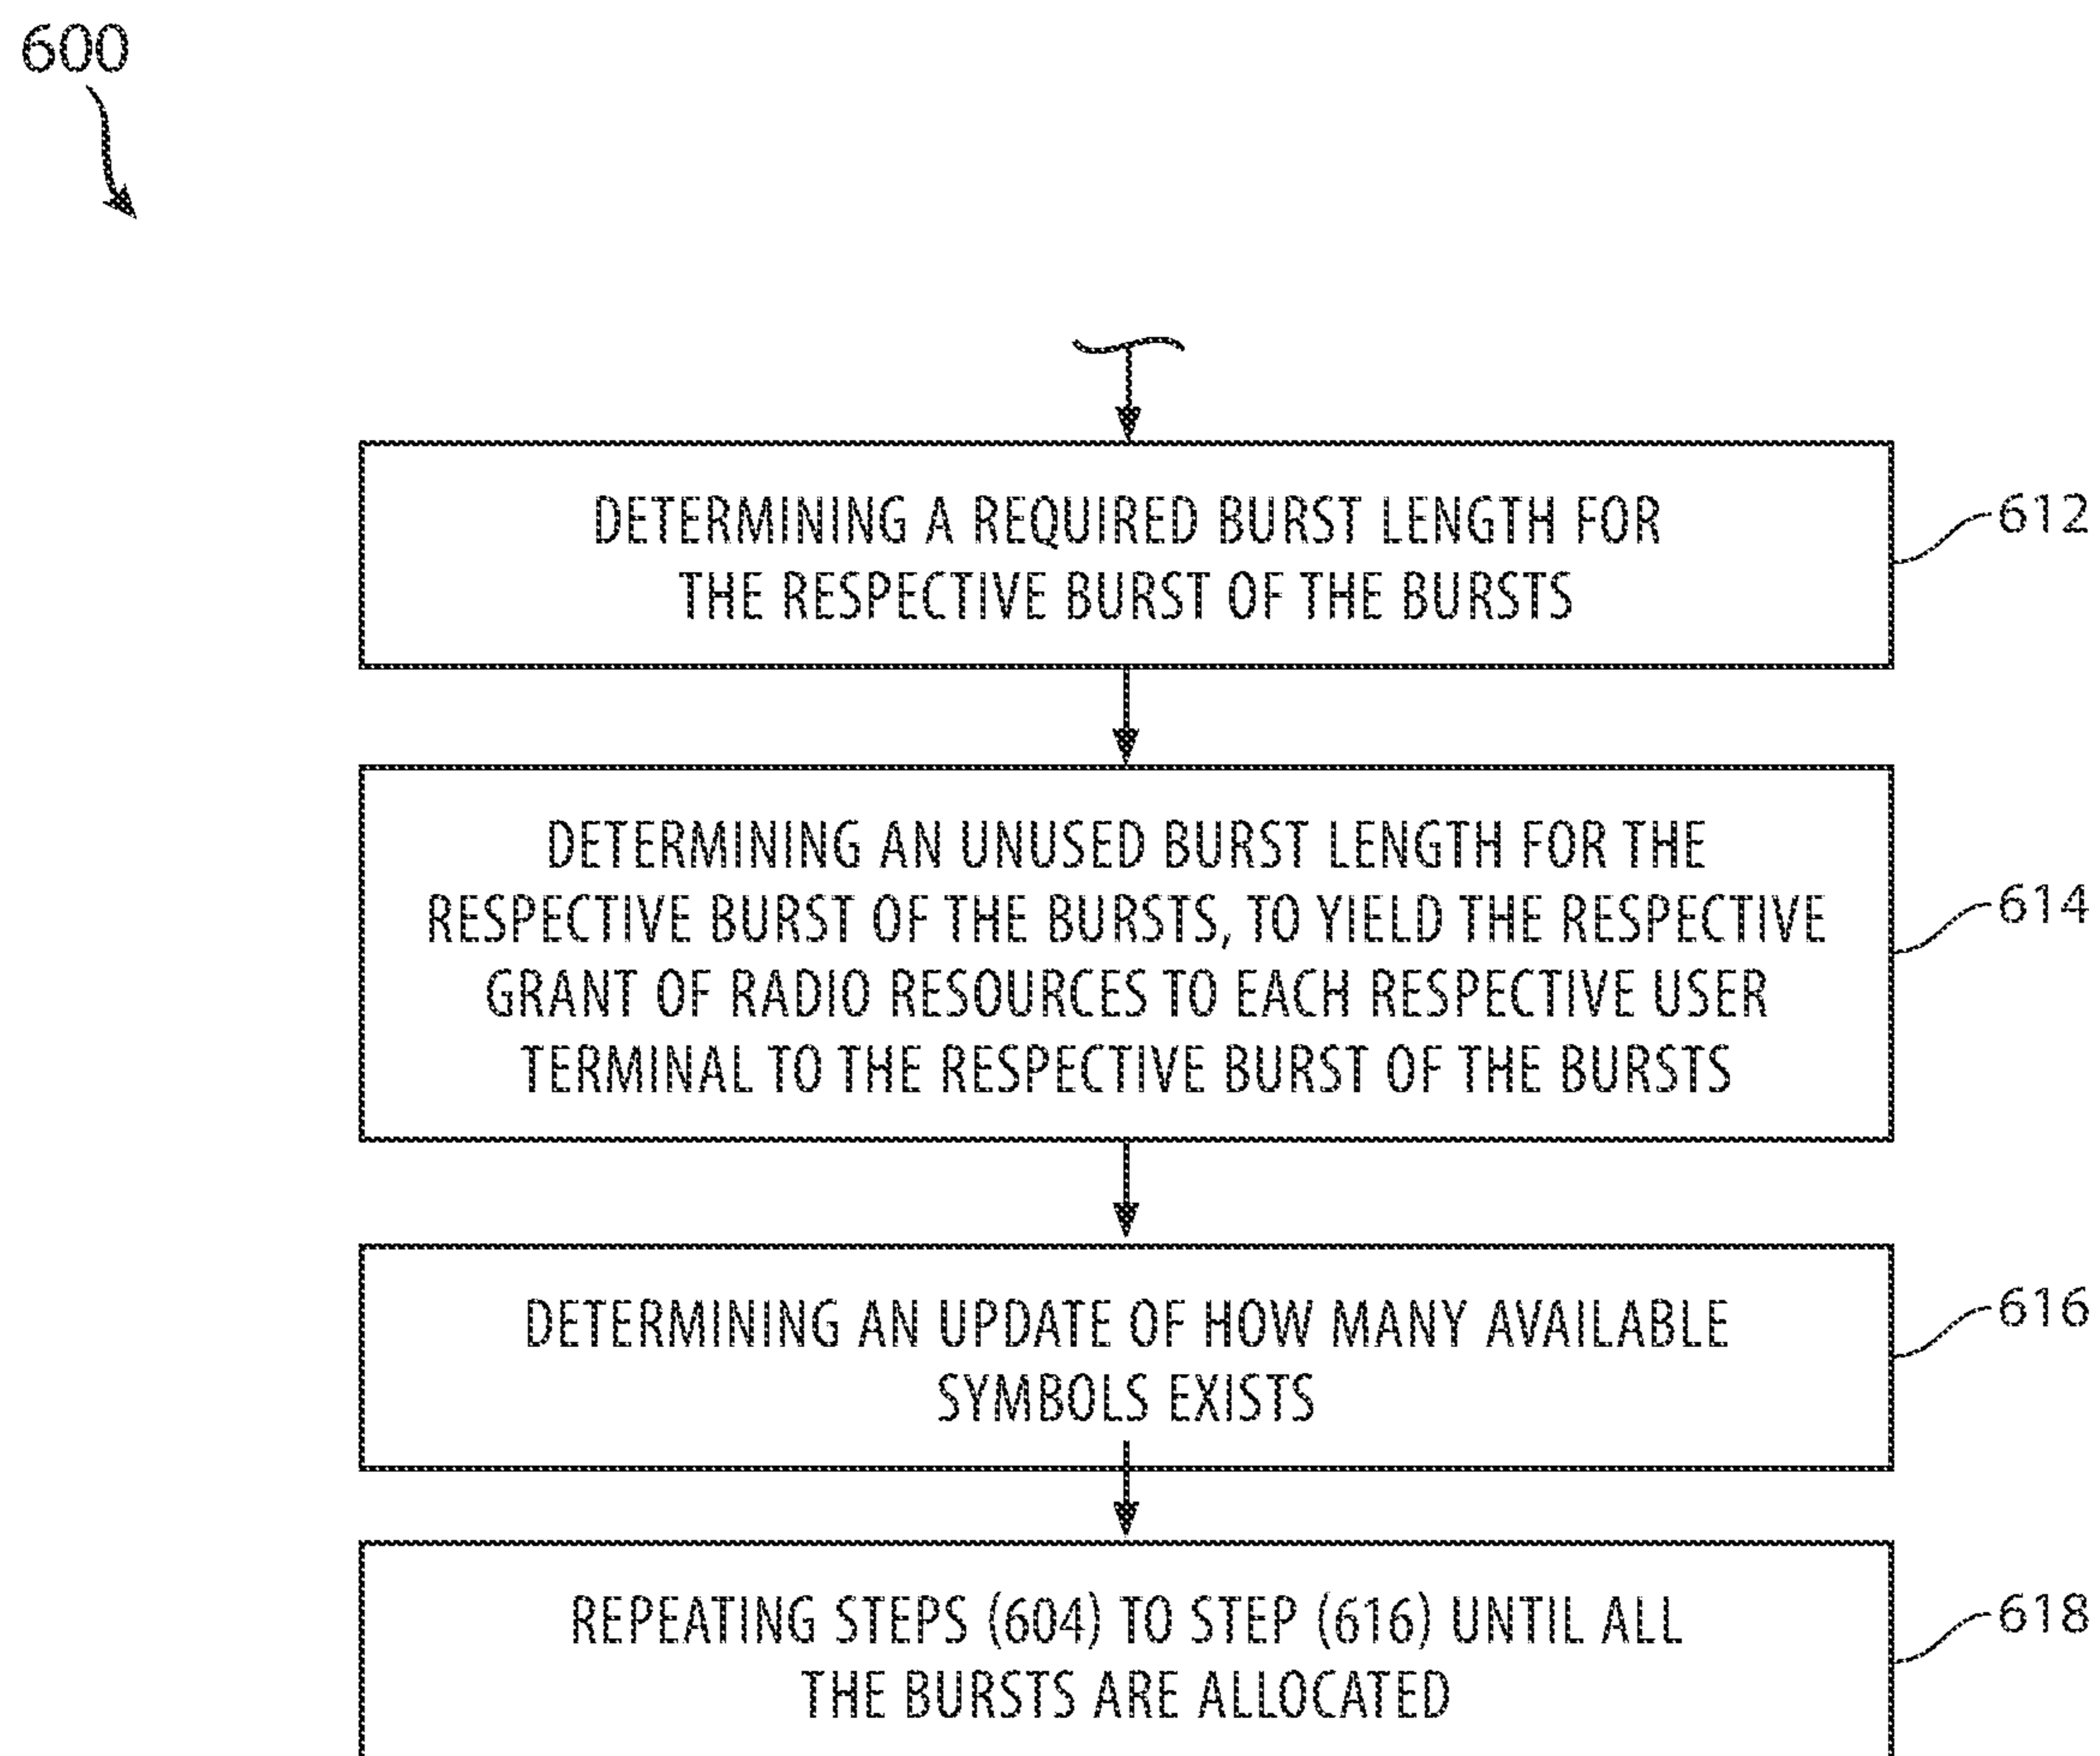 600
DETERMINING A REQUIRED BURST LENGTH FOR
THE RESPECTIVE BURST OF THE BURSTS
612
DETERMINING AN UNUSED BURST LENGTH FOR THE
RESPECTIVE BURST OF THE BURSTS, TO YIELD THE RESPECTIVE
GRANT OF RADIO RESOURCES TO EACH RESPECTIVE USER
TERMINAL TO THE RESPECTIVE BURST OF THE BURSTS
614
DETERMINING AN UPDATE OF HOW MANY AVAILABLE
SYMBOLS EXISTS
616
REPEATING STEPS (604) TO STEP (616) UNTIL ALL
THE BURSTS ARE ALLOCATED
618